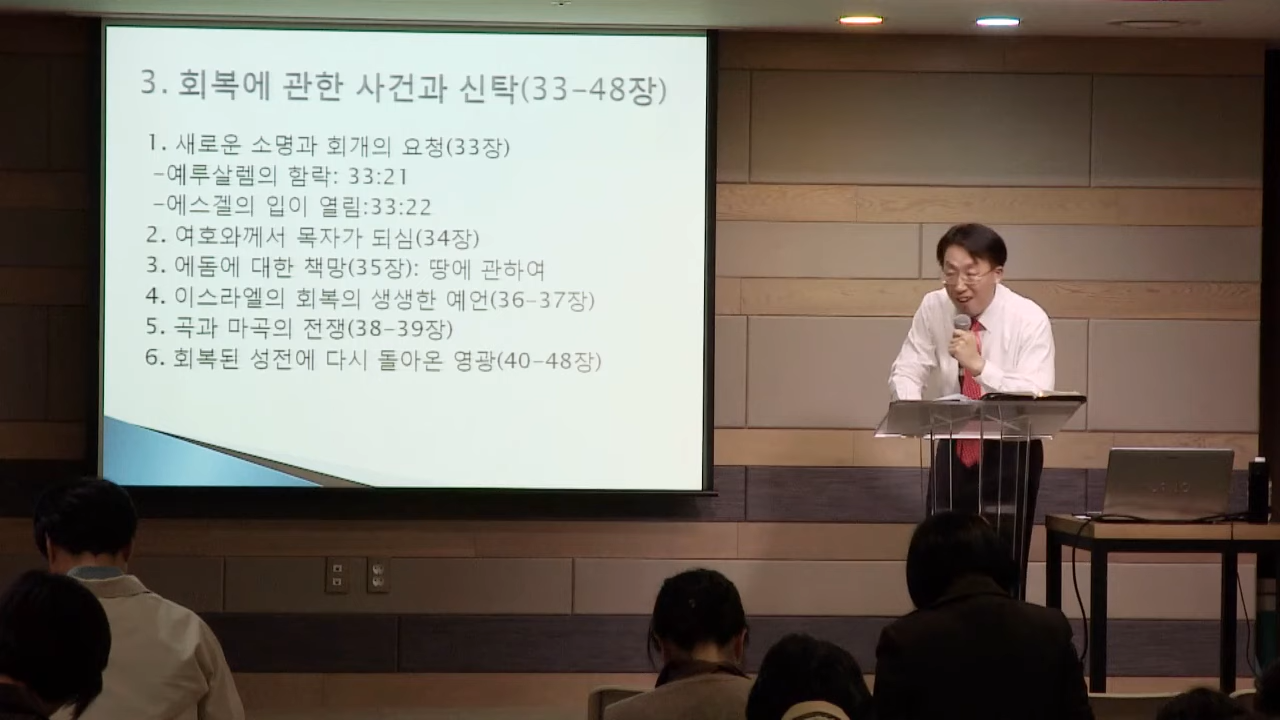 3. 회복에 관한 사건과 신탁(33-48장)
1. 새로운 소명과 회개의 요청(33장)
-예루살렘의 함락: 33:21
-에스겔의 입이 열림:33:22
2. 여호와께서 목자가 되심(34장)
3. 에돔에 대한 책망(35장): 땅에 관하여
4. 이스라엘의 회복의 생생한 예언(36-37장)
5. 곡과 마곡의 전쟁(38-39장)
6. 회복된 성전에 다시 돌아온 영광(40-48장)